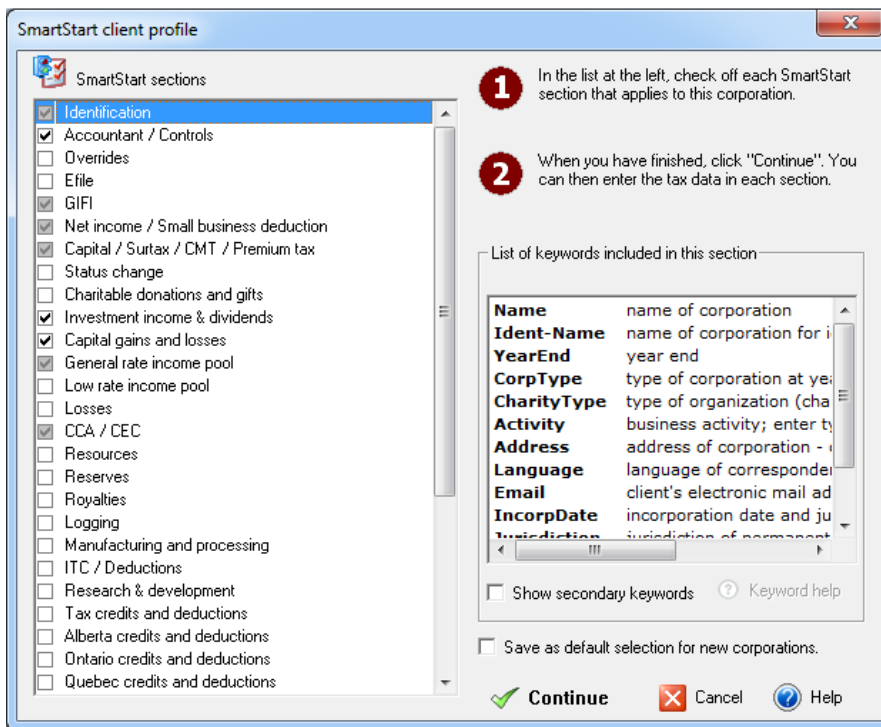 SmartStart client profile
SmartStart sections
Identification
Accountant / Controls
Overrides
Efile
GIFI
Net income / Small business deduction
Capital / Surtax / CMT / Premium tax
Status change
Charitable donations and gifts
Investment income & dividends
Capital gains and losses
General rate income pool
Low rate income pool
Losses
CCA / CEC
Resources
Reserves
Royalties
Logging
Manufacturing and processing
ITC / Deductions
Research & development
Tax credits and deductions
Alberta credits and deductions
Ontario credits and deductions
Quebec credits and deductions
1
In the list at the left, check off each SmartStart
section that applies to this corporation.
2
When you have finished, click "Continue". You
can then enter the tax data in each section.
List of keywords included in this section
Name name of corporation
Ident-Name name of corporation for i
YearEnd year end
CorpType type of corporation at ye
CharityType type of organization (cha
Activity business activity; enter ty
Address address of corporation -
Language language of corresponde
Email client's electronic mail ad
IncorpDate incorporation date and ju
Jurisdiction jurisdiction of permanent
Show secondary keywords
? Keyword help
Save as default selection for new corporations.
Continue
Cancel
? Help